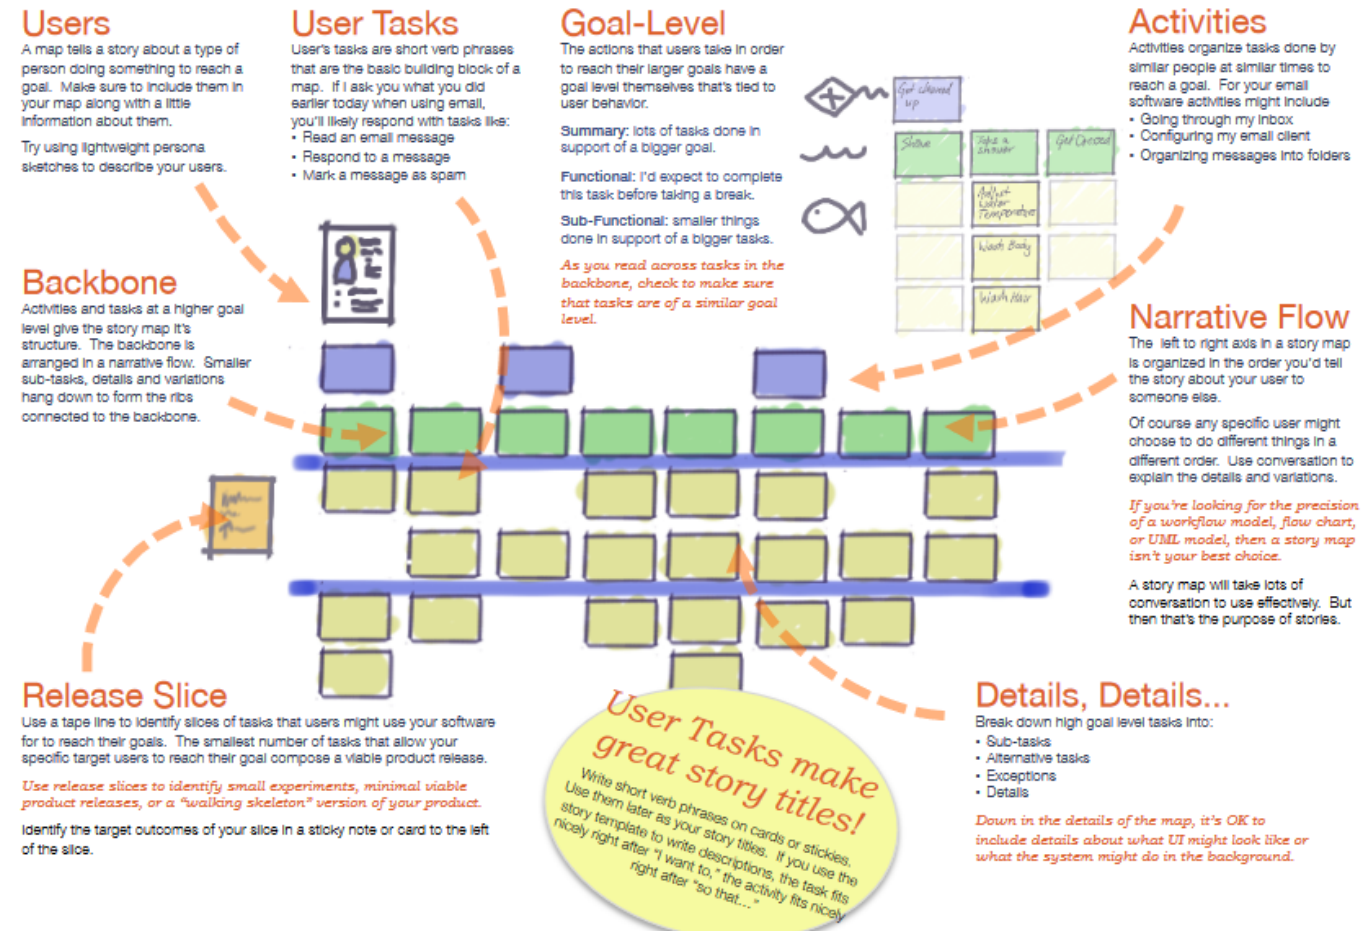 Users
A map tells a story about a type of
person doing something to reach a
goal.  Make sure to include them in
your map along with a little
information about them.
Try using lightweight persona
sketches to describe your users.
User Tasks
User's tasks are short verb phrases
that are the basic building block of a
map.  If I ask you what you did
earlier today when using email,
you'll likely respond with tasks like:
• Read an email message
• Respond to a message
• Mark a message as spam
Goal-Level
The actions that users take in order
to reach their larger goals have a
goal level themselves that's tied to
user behavior.
Summary: lots of tasks done in
support of a bigger goal.
Functional: I'd expect to complete
this task before taking a break.
Sub-Functional: smaller things
done in support of a bigger tasks.
As you read across tasks in the
backbone, check to make sure
that tasks are of a similar goal
level.
Get cleaned
up
Shave
Take a
shower
Get Dressed
Adjust
Water
Temperature
Wash Body
Wash Hair
Activities
Activities organize tasks done by
similar people at similar times to
reach a goal.  For your email
software activities might include
• Going through my inbox
• Configuring my email client
• Organizing messages into folders
Backbone
Activities and tasks at a higher goal
level give the story map it's
structure.  The backbone is
arranged in a narrative flow.  Smaller
sub-tasks, details and variations
hang down to form the ribs
connected to the backbone.
Narrative Flow
The  left to right axis in a story map
is organized in the order you'd tell
the story about your user to
someone else.
Of course any specific user might
choose to do different things in a
different order.  Use conversation to
explain the details and variations.
If you're looking for the precision
of a workflow model, flow chart,
or UML model, then a story map
isn't your best choice.
A story map will take lots of
conversation to use effectively.  But
then that's the purpose of stories.
Release Slice
Use a tape line to identify slices of tasks that users might use your software
for to reach their goals.  The smallest number of tasks that allow your
specific target users to reach their goal compose a viable product release.
Use release slices to identify small experiments, minimal viable
product releases, or a "walking skeleton" version of your product.
Identify the target outcomes of your slice in a sticky note or card to the left
of the slice.
User Tasks make
great story titles!
Write short verb phrases on cards or stickies.
Use them later as your story titles.  If you use the
story template to write descriptions, the task fits
nicely right after "I want to," the activity fits nicely
right after "so that..."
Details, Details...
Break down high goal level tasks into:
• Sub-tasks
• Alternative tasks
• Exceptions
• Details
Down in the details of the map, it's OK to
include details about what UI might look like or
what the system might do in the background.